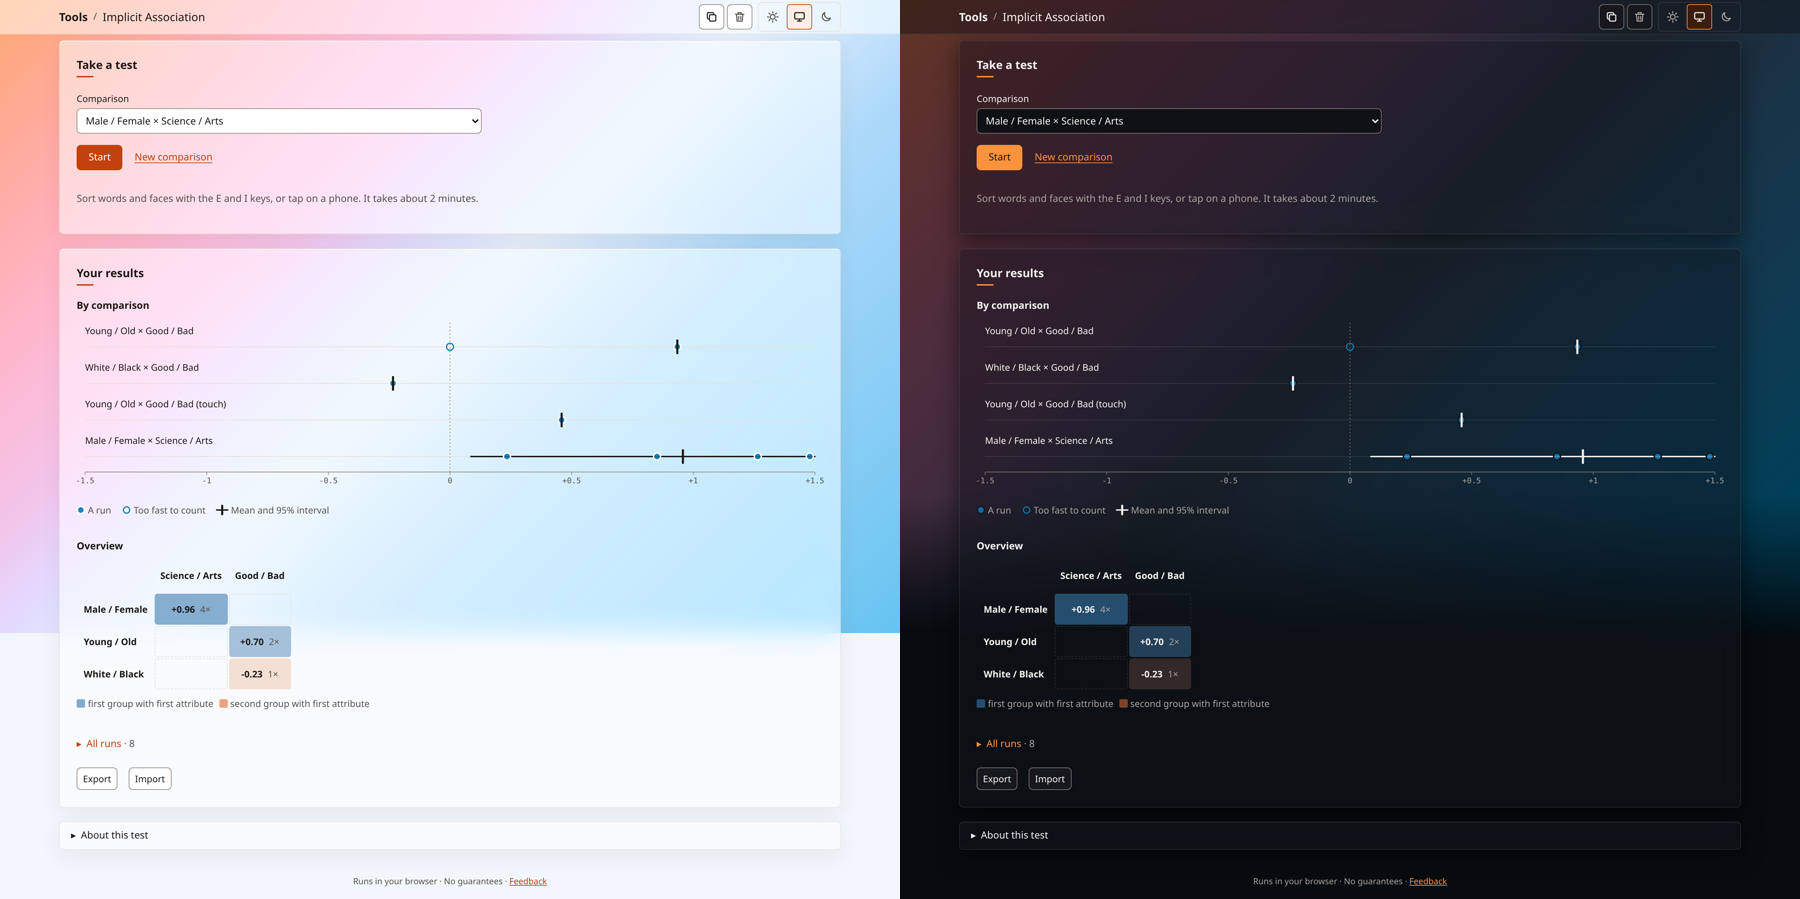 Tools / Implicit Association
Take a test
Comparison
Male / Female × Science / Arts
Start New comparison
Sort words and faces with the E and I keys, or tap on a phone. It takes about 2 minutes.
Your results
By comparison
Young / Old × Good / Bad
White / Black × Good / Bad
Young / Old × Good / Bad (touch)
Male / Female × Science / Arts
-1.5 -1 -0.5 0 +0.5 +1 +1.5
A run Too fast to count Mean and 95% interval
Overview
Science / Arts Good / Bad
Male / Female +0.96 4×
Young / Old +0.70 2×
White / Black -0.23 1×
first group with first attribute second group with first attribute
▸ All runs · 8
Export Import
▸ About this test
Runs in your browser · No guarantees · Feedback
Tools / Implicit Association
Take a test
Comparison
Male / Female × Science / Arts
Start New comparison
Sort words and faces with the E and I keys, or tap on a phone. It takes about 2 minutes.
Your results
By comparison
Young / Old × Good / Bad
White / Black × Good / Bad
Young / Old × Good / Bad (touch)
Male / Female × Science / Arts
-1.5 -1 -0.5 0 +0.5 +1 +1.5
A run Too fast to count Mean and 95% interval
Overview
Science / Arts Good / Bad
Male / Female +0.96 4×
Young / Old +0.70 2×
White / Black -0.23 1×
first group with first attribute second group with first attribute
▸ All runs · 8
Export Import
▸ About this test
Runs in your browser · No guarantees · Feedback